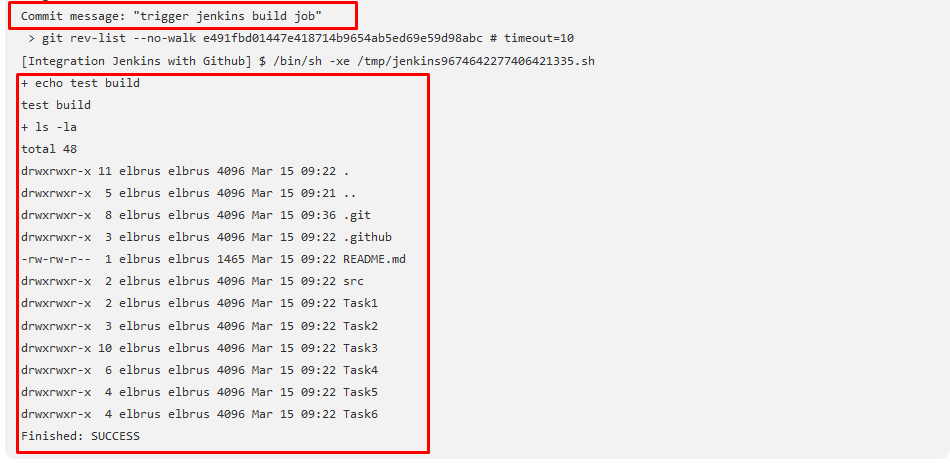 Commit message: "trigger jenkins build job"
> git rev-list --no-walk e491fbd01447e418714b9654ab5ed69e59d98abc # timeout=10
[Integration Jenkins with Github] $ /bin/sh -xe /tmp/jenkins9674642277406421335.sh
+ echo test build
test build
+ ls -la
total 48
drwxrwxr-x 11 elbrus elbrus 4096 Mar 15 09:22 .
drwxrwxr-x  5 elbrus elbrus 4096 Mar 15 09:21 ..
drwxrwxr-x  8 elbrus elbrus 4096 Mar 15 09:36 .git
drwxrwxr-x  3 elbrus elbrus 4096 Mar 15 09:22 .github
-rw-rw-r--  1 elbrus elbrus 1465 Mar 15 09:22 README.md
drwxrwxr-x  2 elbrus elbrus 4096 Mar 15 09:22 src
drwxrwxr-x  2 elbrus elbrus 4096 Mar 15 09:22 Task1
drwxrwxr-x  3 elbrus elbrus 4096 Mar 15 09:22 Task2
drwxrwxr-x 10 elbrus elbrus 4096 Mar 15 09:22 Task3
drwxrwxr-x  6 elbrus elbrus 4096 Mar 15 09:22 Task4
drwxrwxr-x  4 elbrus elbrus 4096 Mar 15 09:22 Task5
drwxrwxr-x  4 elbrus elbrus 4096 Mar 15 09:22 Task6
Finished: SUCCESS